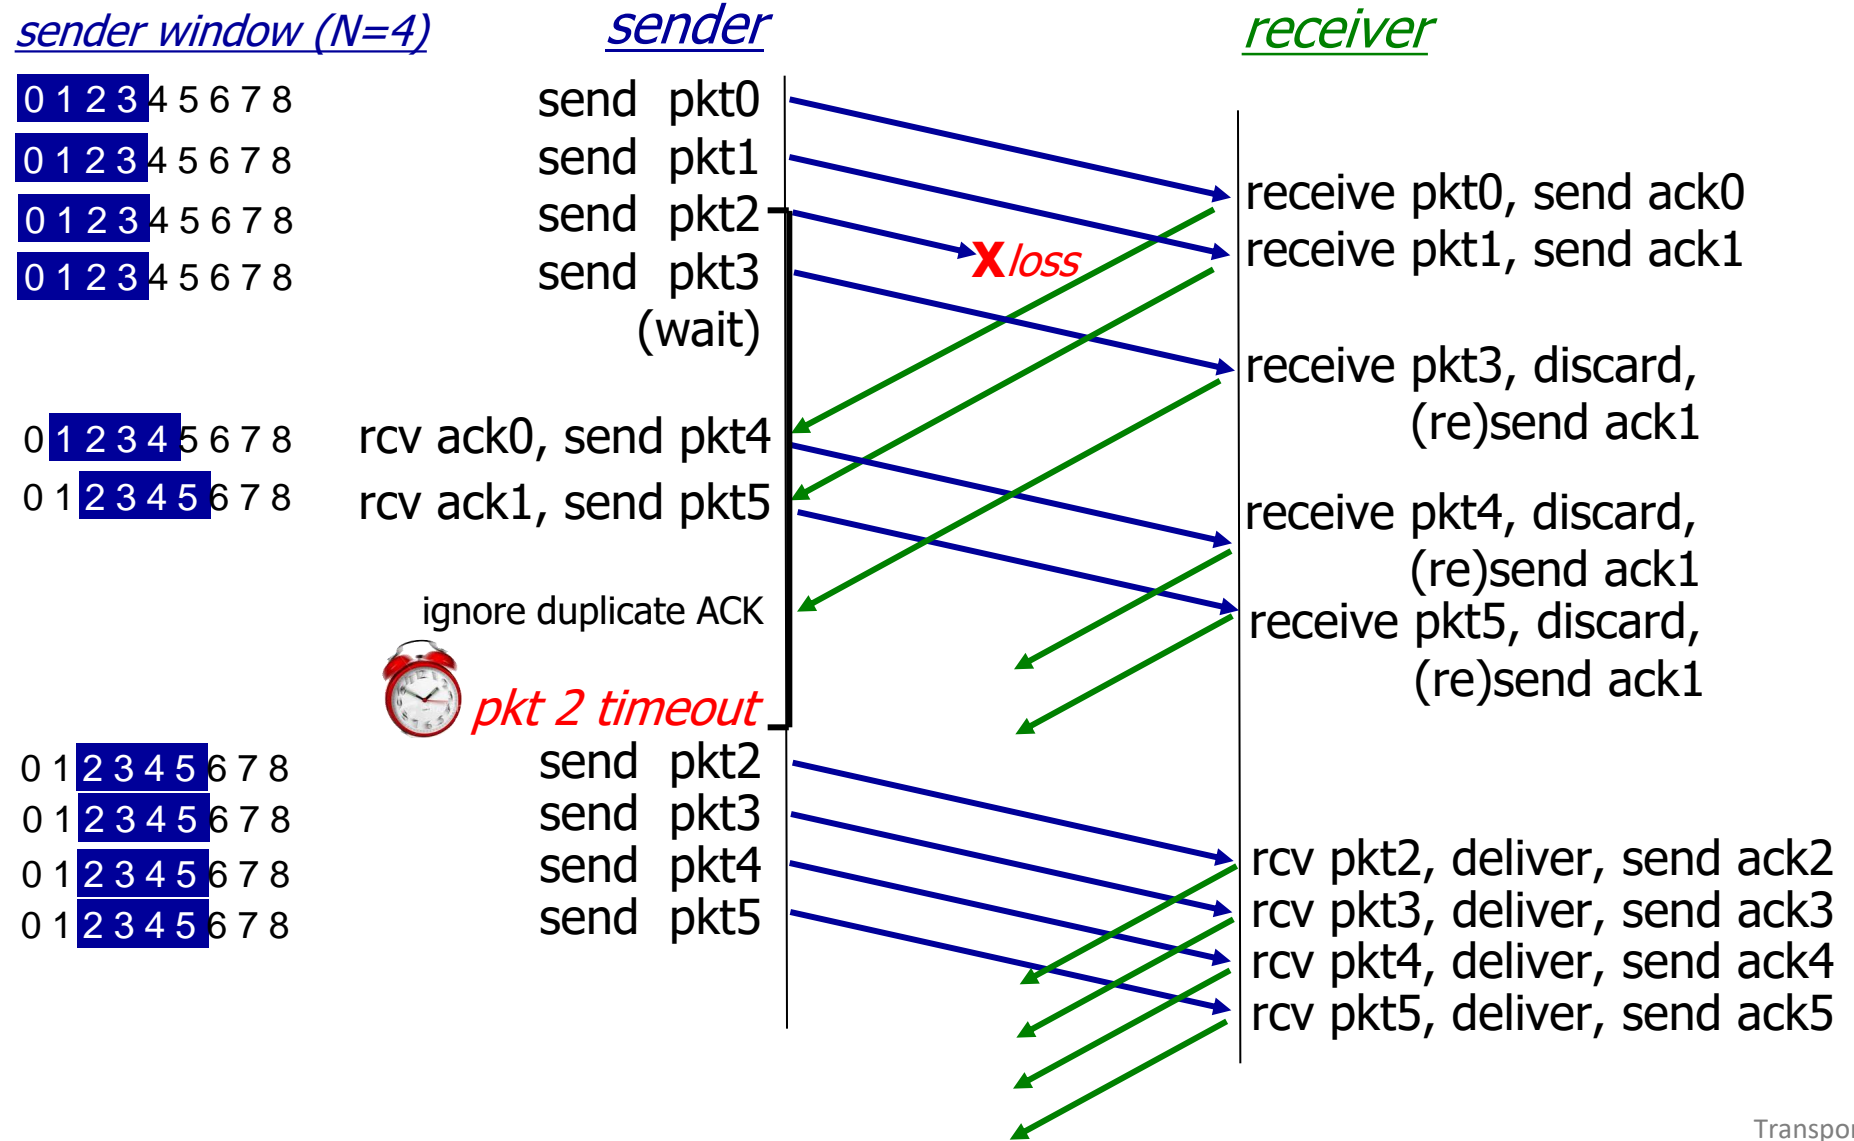 sender window (N=4) sender receiver
0 1 2 3 4 5 6 7 8 send pkt0
0 1 2 3 4 5 6 7 8 send pkt1
receive pkt0, send ack0
0 1 2 3 4 5 6 7 8 send pkt2
receive pkt1, send ack1
0 1 2 3 4 5 6 7 8 send pkt3 X loss
(wait)
receive pkt3, discard,
(re)send ack1
0 1 2 3 4 5 6 7 8 rcv ack0, send pkt4
0 1 2 3 4 5 6 7 8 rcv ack1, send pkt5
receive pkt4, discard,
(re)send ack1
ignore duplicate ACK
receive pkt5, discard,
(re)send ack1
pkt 2 timeout
0 1 2 3 4 5 6 7 8 send pkt2
0 1 2 3 4 5 6 7 8 send pkt3
0 1 2 3 4 5 6 7 8 send pkt4
rcv pkt2, deliver, send ack2
0 1 2 3 4 5 6 7 8 send pkt5
rcv pkt3, deliver, send ack3
rcv pkt4, deliver, send ack4
rcv pkt5, deliver, send ack5
Transpor